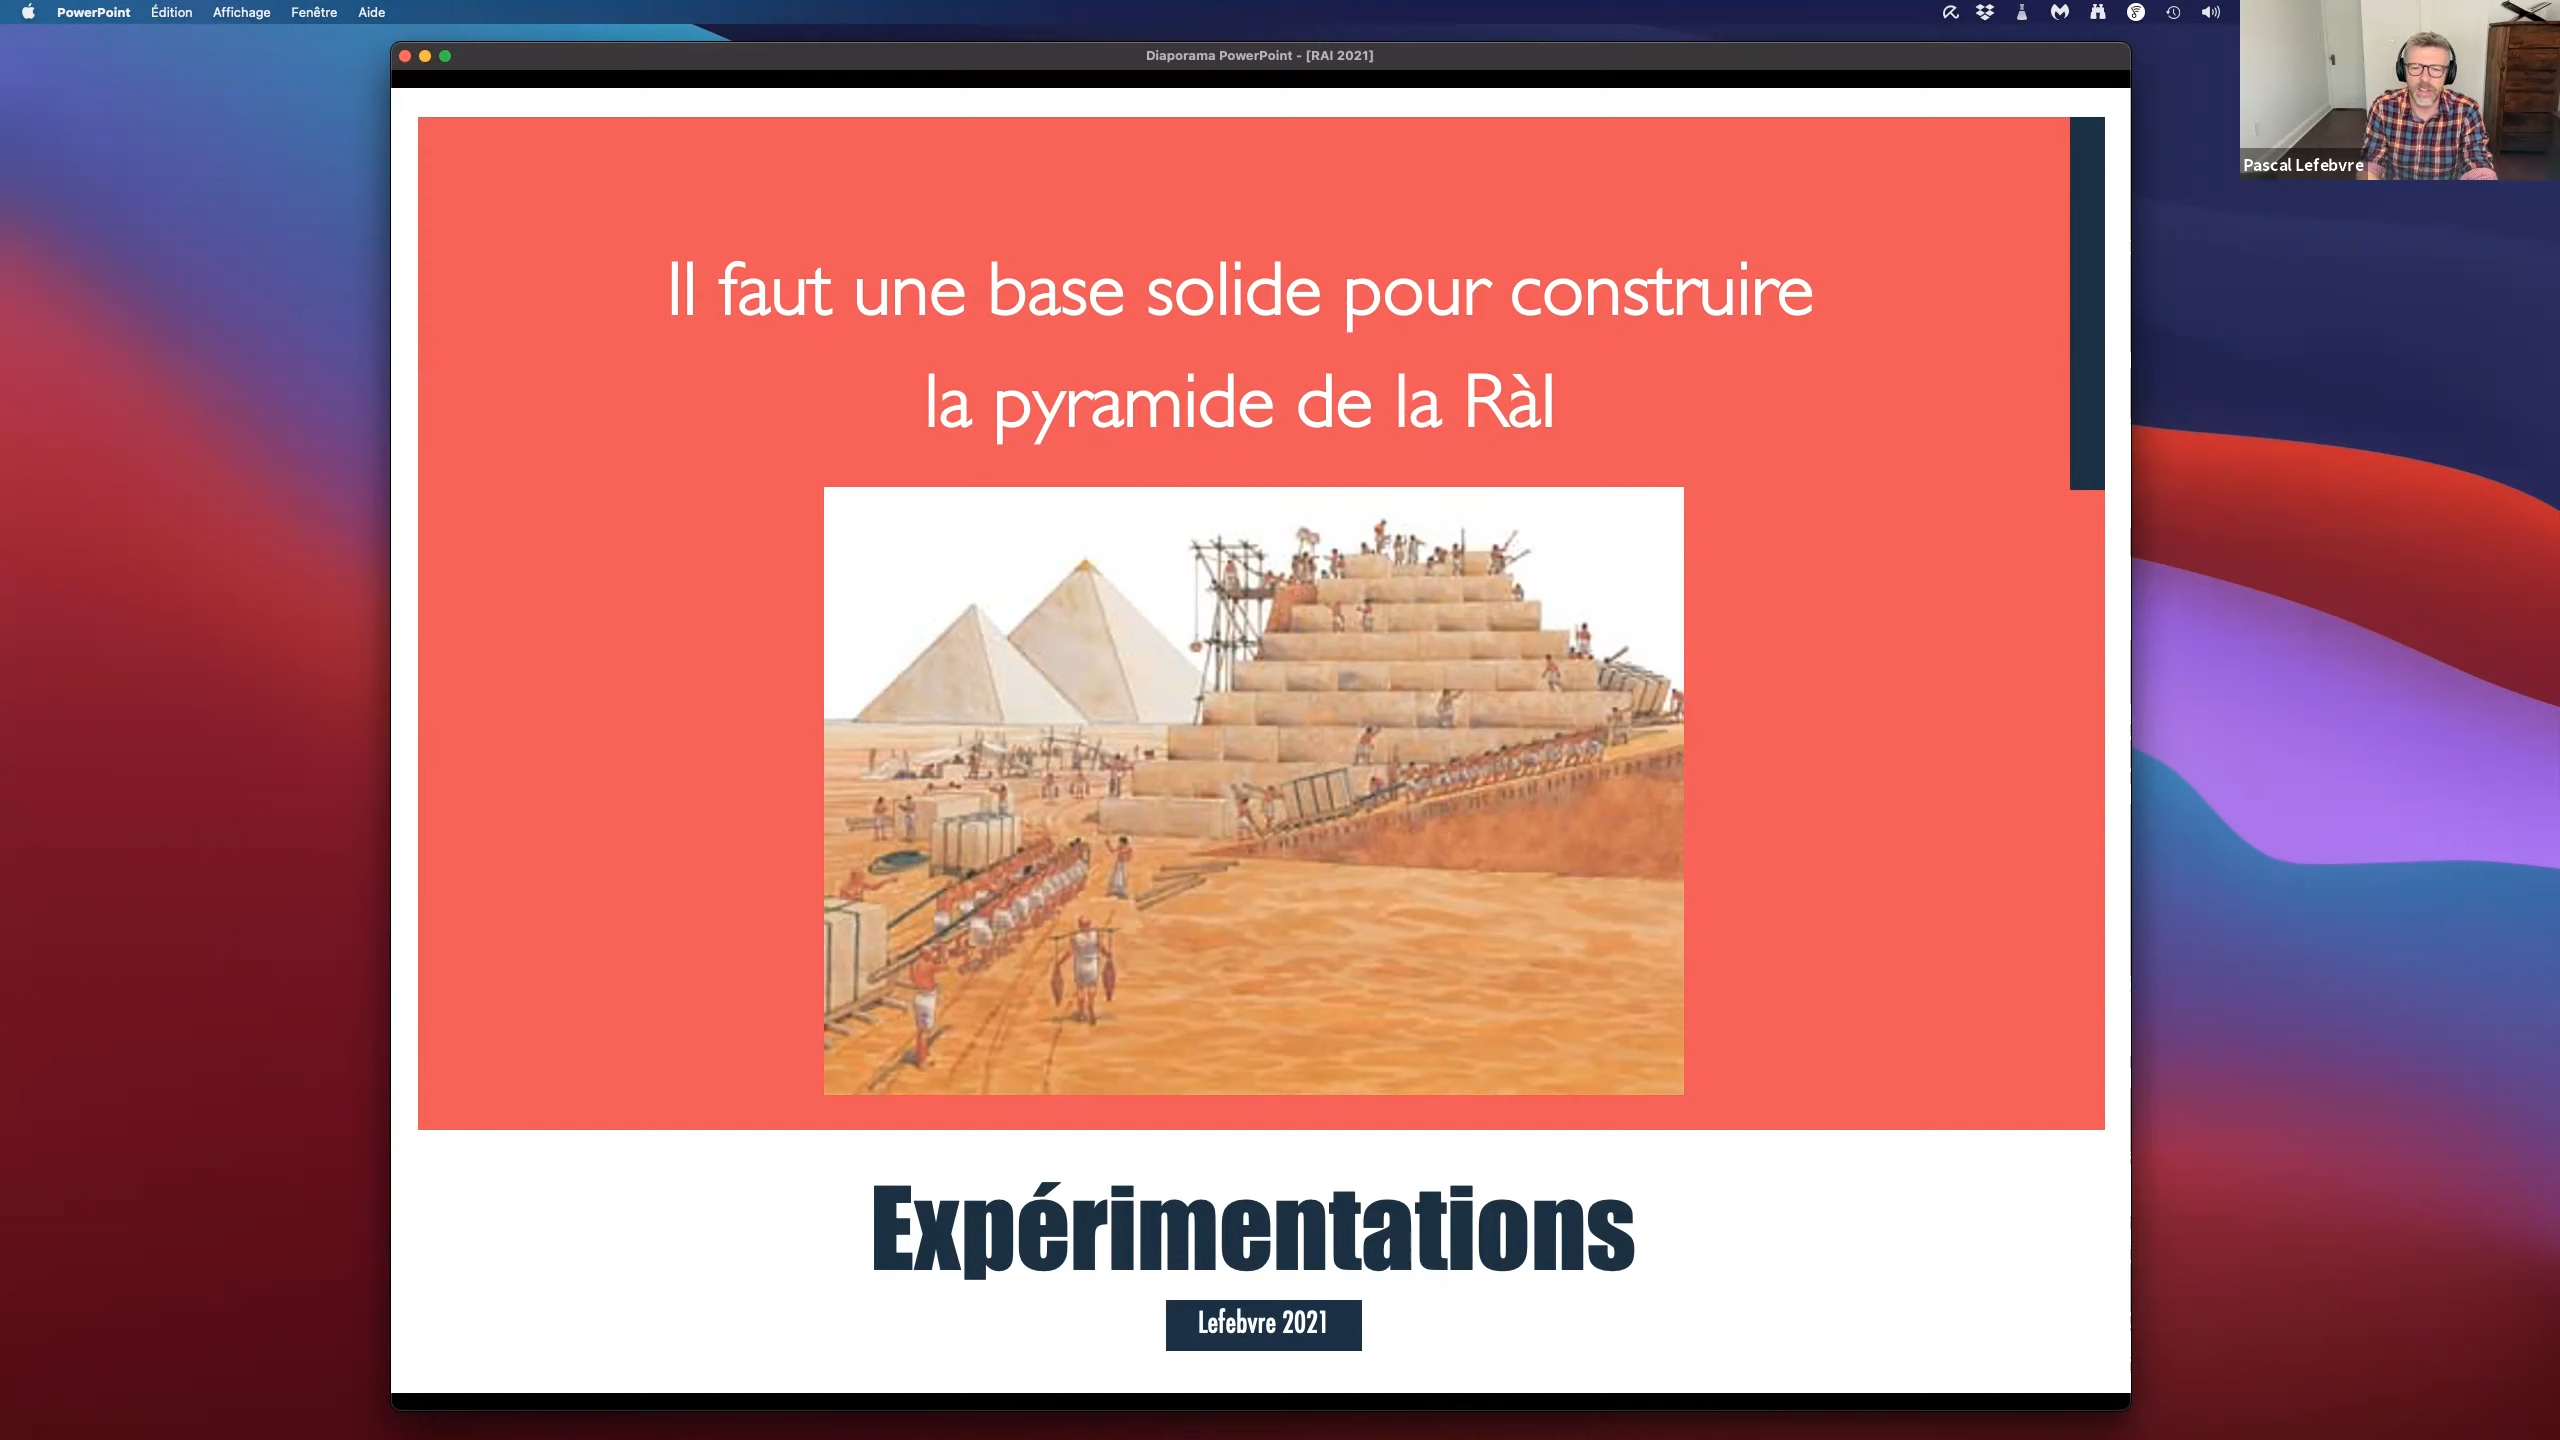 PowerPoint Édition Affichage Fenêtre Aide
Diaporama PowerPoint - [RAI 2021]
Pascal Lefebvre
Il faut une base solide pour construire
la pyramide de la Ràl
Expérimentations
Lefebvre 2021